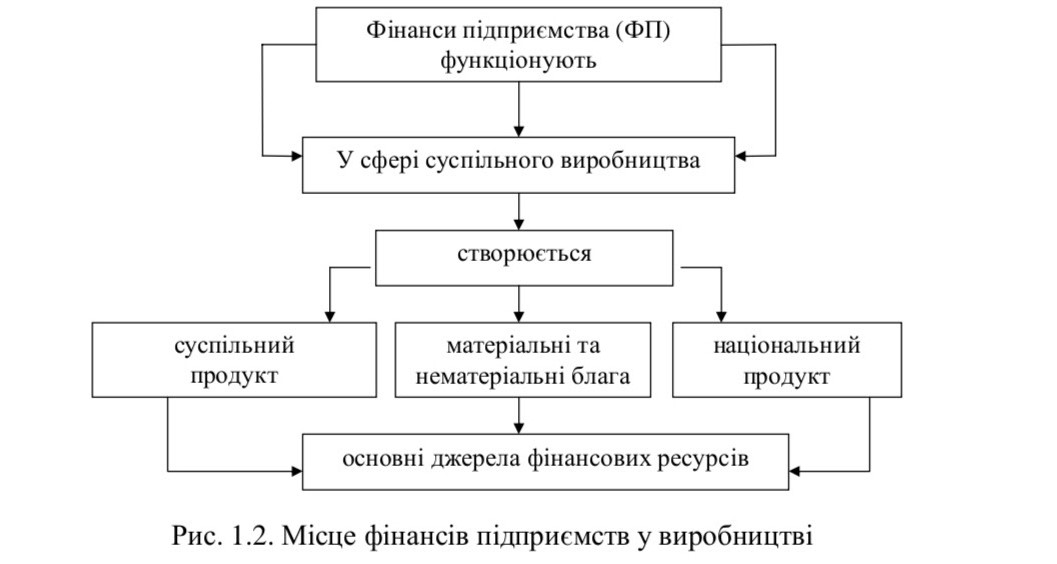 Фінанси підприємства (ФП)
функціонують
У сфері суспільного виробництва
створюється
суспільний
продукт
матеріальні та
нематеріальні блага
національний
продукт
основні джерела фінансових ресурсів
Рис. 1.2. Місце фінансів підприємств у виробництві